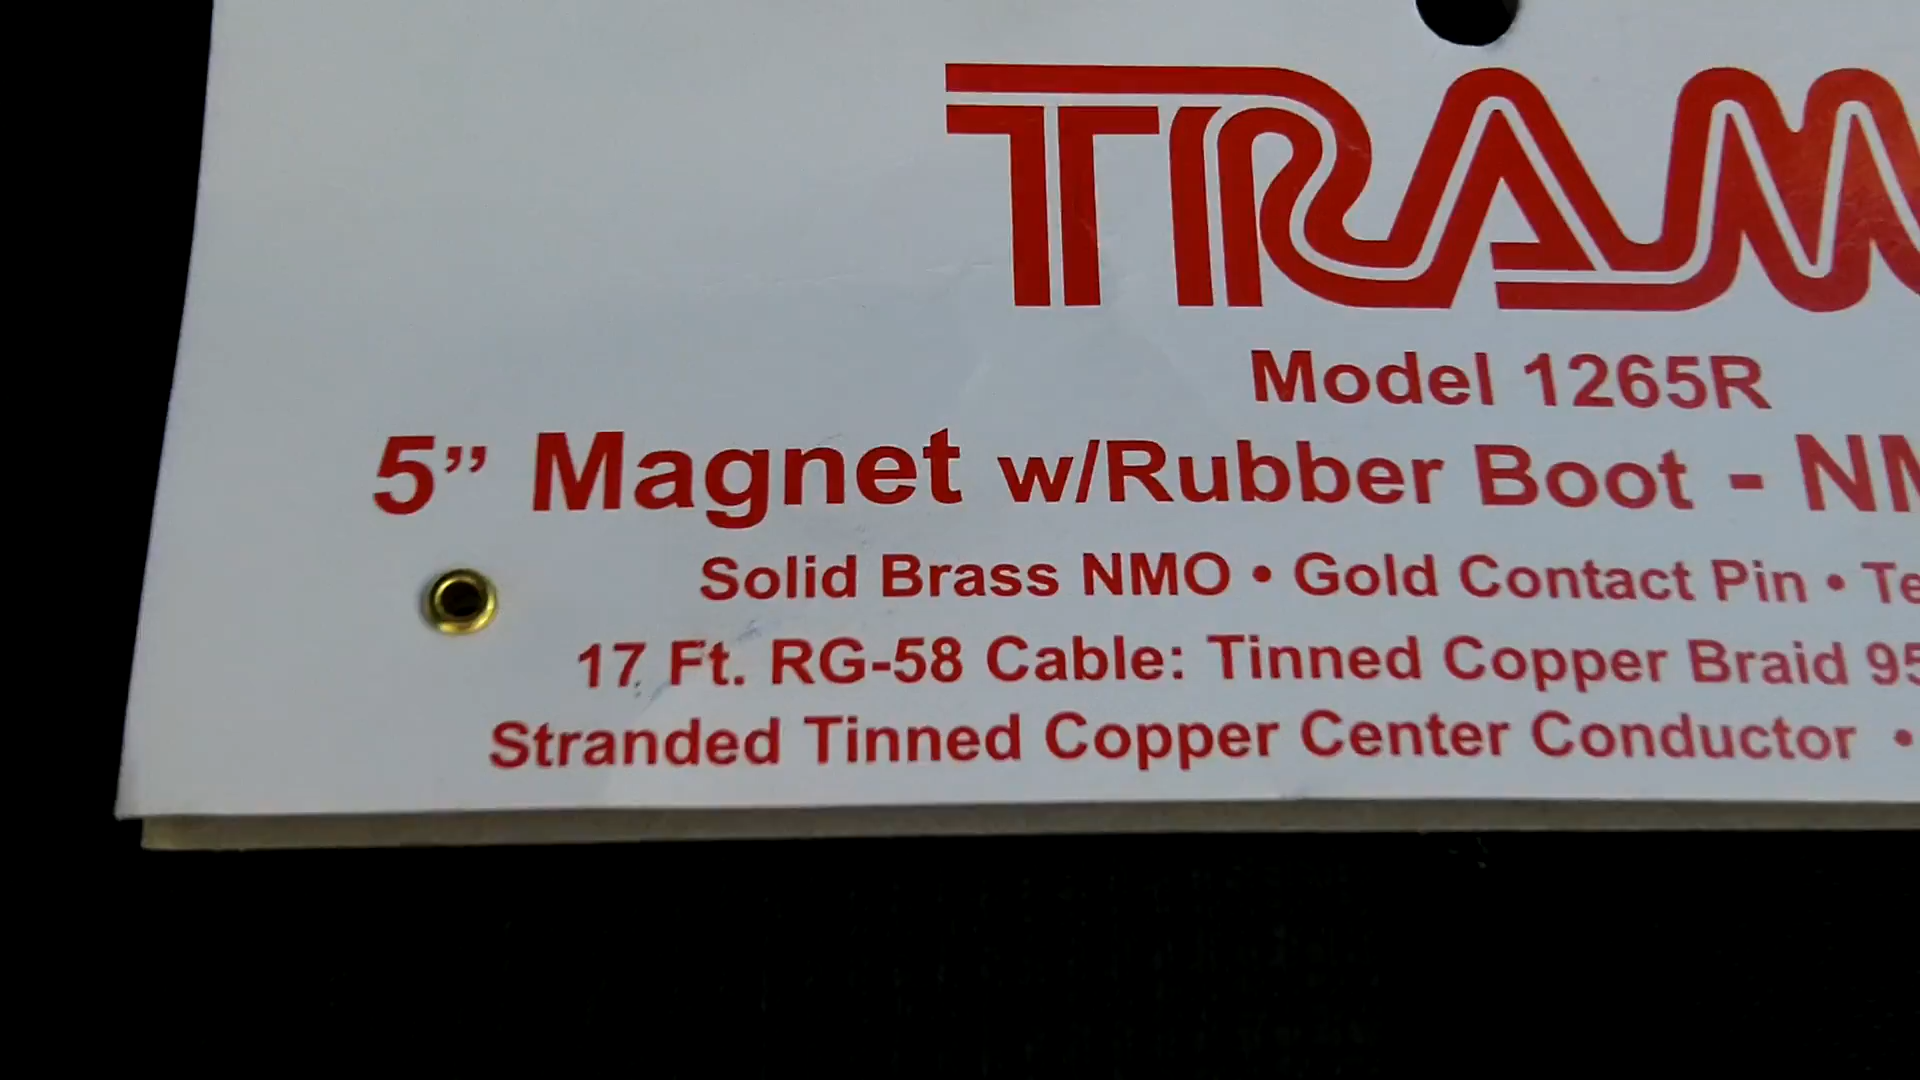 TRAM
Model 1265R
5” Magnet w/Rubber Boot - NM
Solid Brass NMO • Gold Contact Pin • Te
17 Ft. RG-58 Cable: Tinned Copper Braid 95
Stranded Tinned Copper Center Conductor •